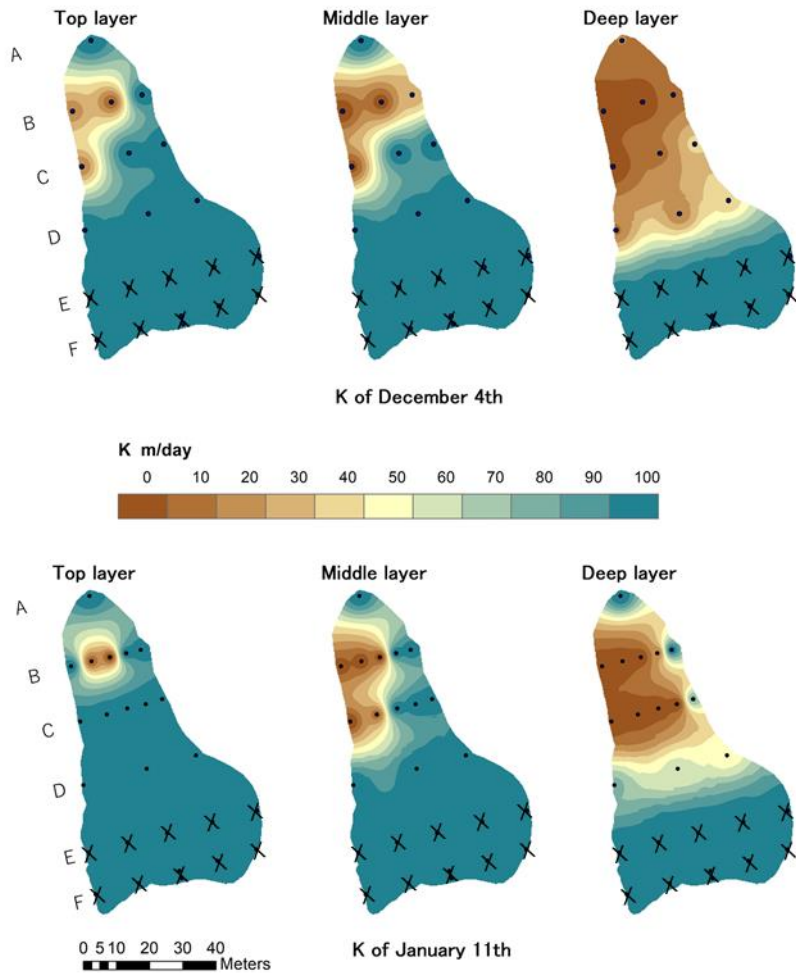 Top layer Middle layer Deep layer
A
B
C
D
E
F
K of December 4th
K m/day
0 10 20 30 40 50 60 70 80 90 100
Top layer Middle layer Deep layer
A
B
C
D
E
F
0 5 10 20 30 40
Meters
K of January 11th